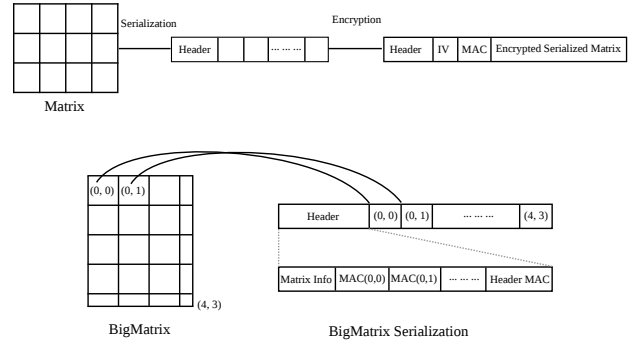 Serialization
Encryption
Header ... ... ...
Header IV MAC Encrypted Serialized Matrix
Matrix
(0, 0) (0, 1)
(4, 3)
BigMatrix
Header (0, 0) (0, 1) ... ... ... (4, 3)
Matrix Info MAC(0,0) MAC(0,1) ... ... ... Header MAC
BigMatrix Serialization